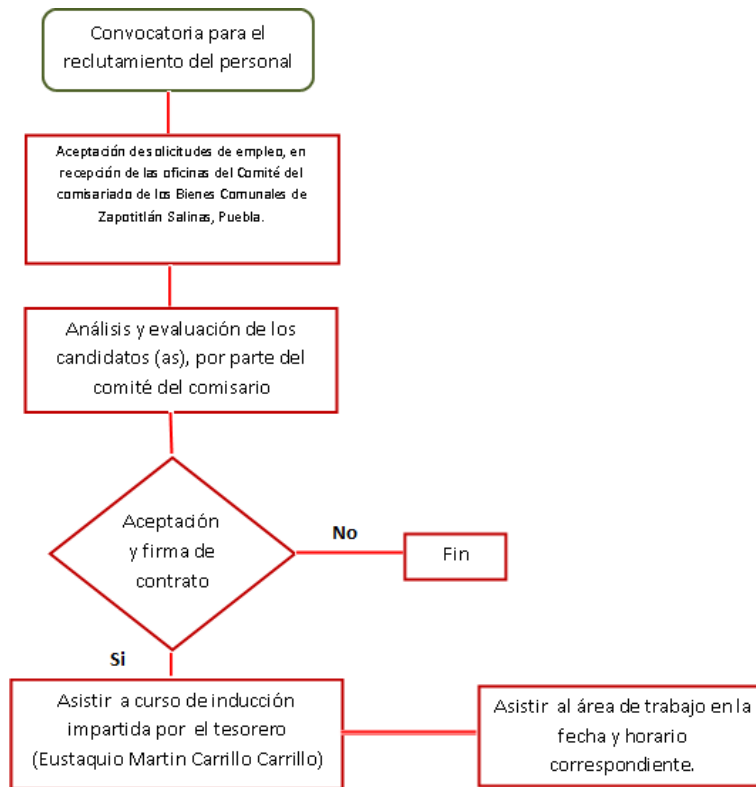 Convocatoria para el
reclutamiento del personal
Aceptación de solicitudes de empleo, en
recepción de las oficinas del Comité del
comisariado de los Bienes Comunales de
Zapotitlán Salinas, Puebla.
Análisis y evaluación de los
candidatos (as), por parte del
comité del comisario
Aceptación
y firma de
contrato
No
Fin
Si
Asistir a curso de inducción
impartida por el tesorero
(Eustaquio Martin Carrillo Carrillo)
Asistir al área de trabajo en la
fecha y horario
correspondiente.